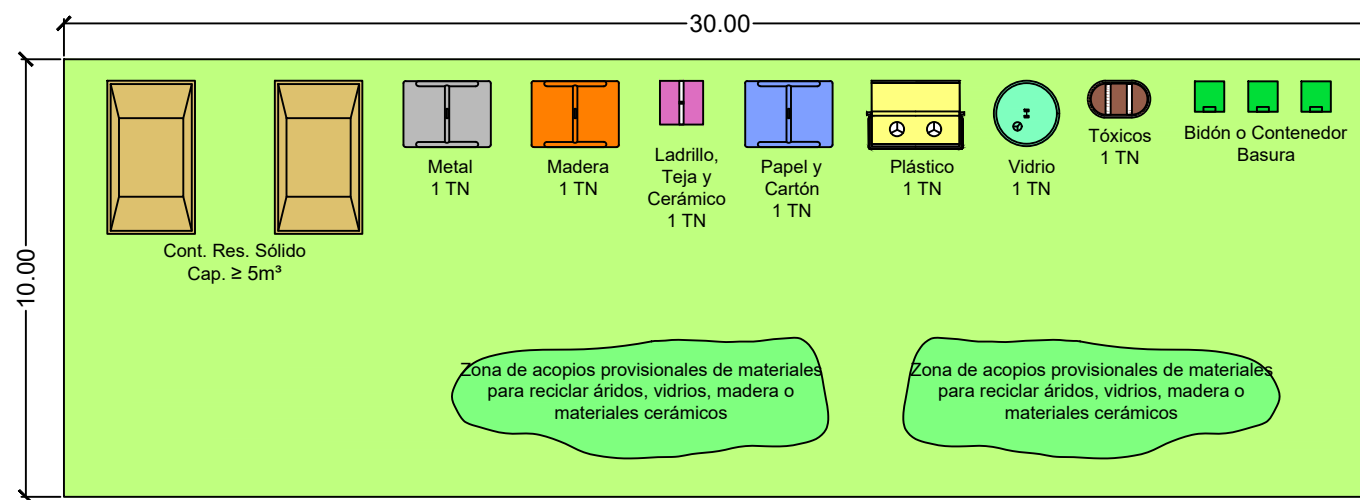 30.00
10.00
Metal
1 TN
Madera
1 TN
Ladrillo,
Teja y
Cerámico
1 TN
Papel y
Cartón
1 TN
Plástico
1 TN
Vidrio
1 TN
Tóxicos
1 TN
Bidón o Contenedor
Basura
Cont. Res. Sólido
Cap. ≥ 5m³
Zona de acopios provisionales de materiales
para reciclar áridos, vidrios, madera o
materiales cerámicos
Zona de acopios provisionales de materiales
para reciclar áridos, vidrios, madera o
materiales cerámicos